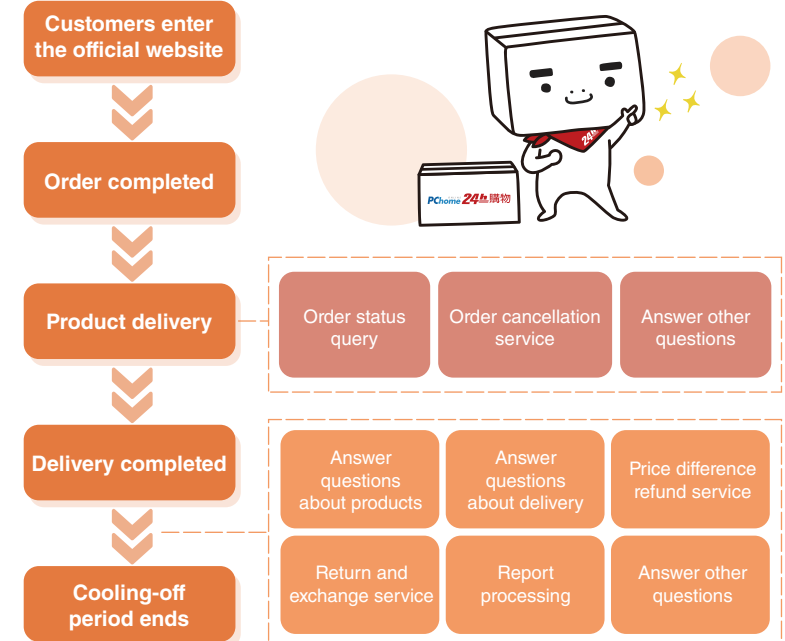 Customers enter
the official website
Order completed
24h
PChome 24h購物
Product delivery
Order status
query
Order cancellation
service
Answer other
questions
Delivery completed
Answer
questions
about products
Answer
questions
about delivery
Price difference
refund service
Cooling-off
period ends
Return and
exchange service
Report
processing
Answer other
questions